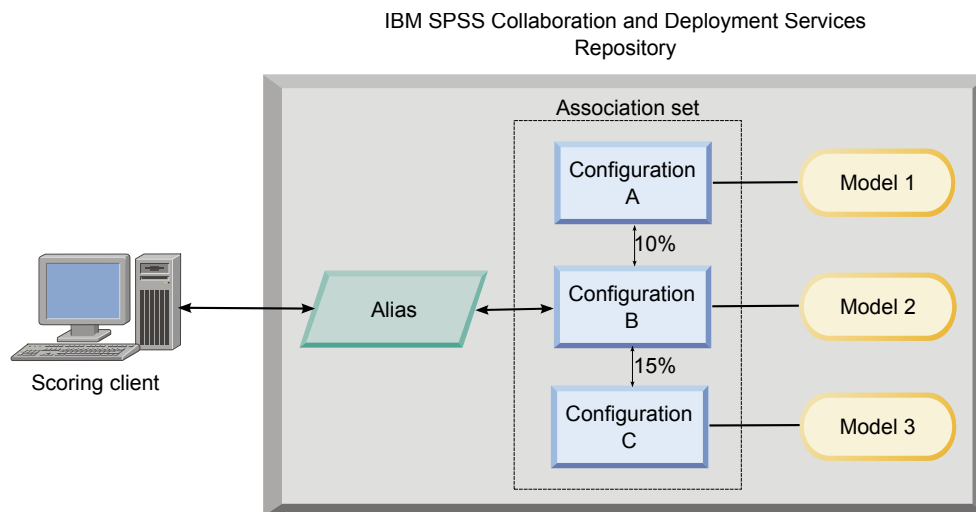 IBM SPSS Collaboration and Deployment Services
Repository
Association set
Configuration
A
Model 1
10%
Scoring client
Alias
Configuration
B
Model 2
15%
Configuration
C
Model 3